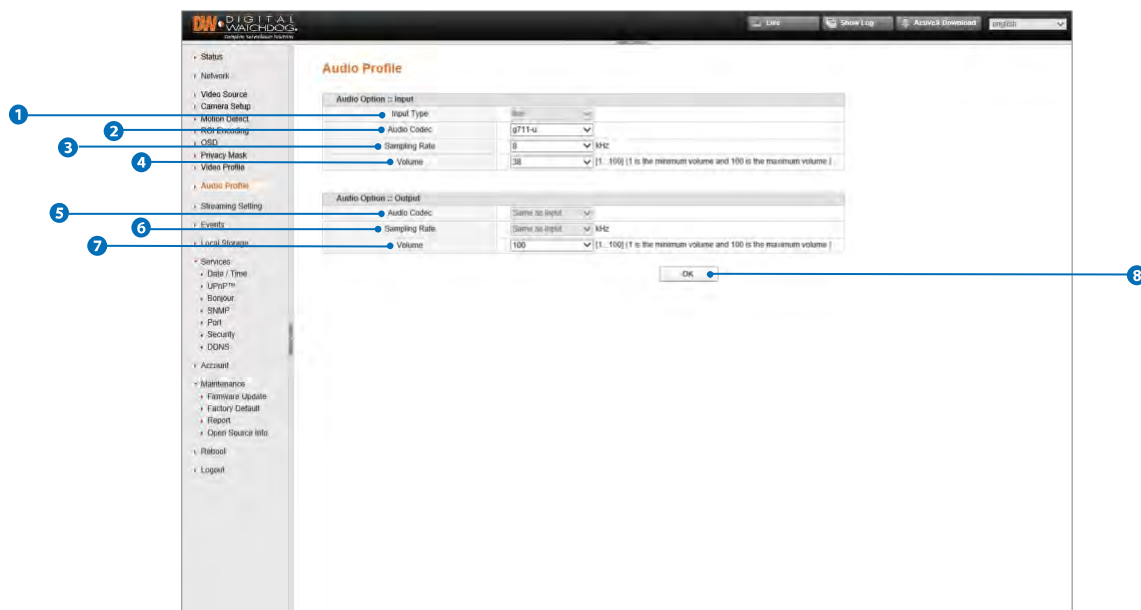 DW DIGITAL
WATCHDOG®
Complete Surveillance Solutions
Live Show Log ActiveX Download english
Status
Network
Video Source
Camera Setup
Motion Detect
ROI Encoding
OSD
Privacy Mask
Video Profile
Audio Profile
Streaming Setting
Events
Local Storage
Services
Date / Time
UPnP™
Bonjour
SNMP
Port
Security
DDNS
Account
Maintenance
Firmware Update
Factory Default
Report
Open Source Info
Reboot
Logout
Audio Profile
Audio Option :: Input
1 Input Type line
2 Audio Codec g711-u
3 Sampling Rate 8 kHz
4 Volume 38 [1...100] (1 is the minimum volume and 100 is the maximum volume.)
Audio Option :: Output
5 Audio Codec Same as Input
6 Sampling Rate Same as Input kHz
7 Volume 100 [1...100] (1 is the minimum volume and 100 is the maximum volume.)
OK 8